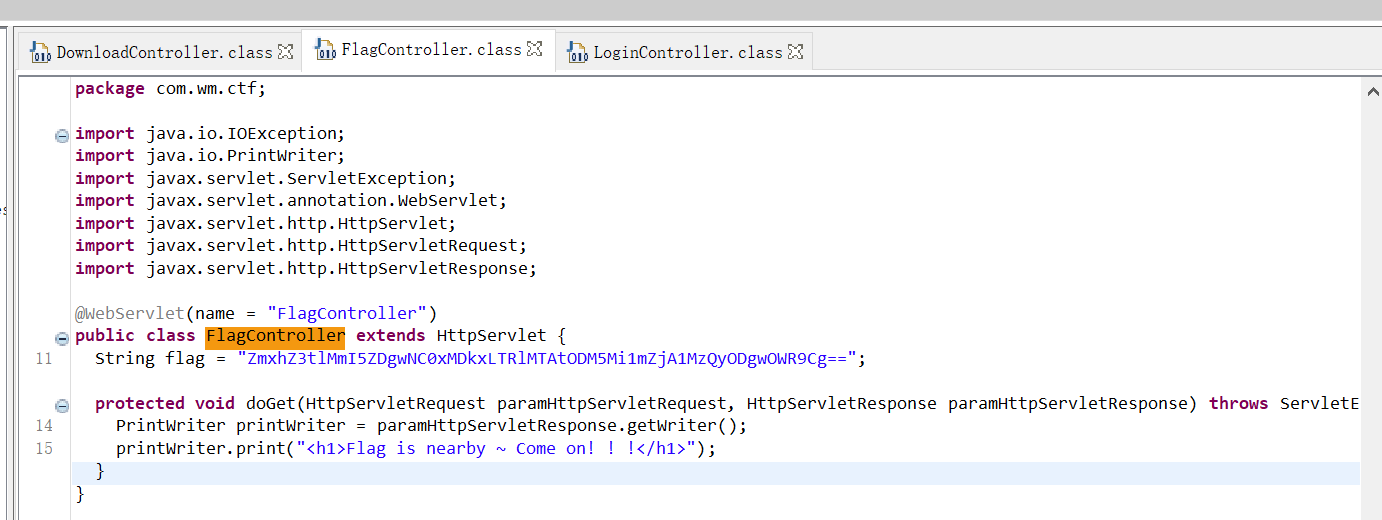 DownloadController.class FlagController.class LoginController.class
package com.wm.ctf;
import java.io.IOException;
import java.io.PrintWriter;
import javax.servlet.ServletException;
import javax.servlet.annotation.WebServlet;
import javax.servlet.http.HttpServlet;
import javax.servlet.http.HttpServletRequest;
import javax.servlet.http.HttpServletResponse;
@WebServlet(name = "FlagController")
public class FlagController extends HttpServlet {
11 String flag = "ZmxhZ3tlMmI5ZDgwNC0xMDkxLTRlMTAtODM5Mi1mZjA1MzQyODgwOWR9Cg==";
protected void doGet(HttpServletRequest paramHttpServletRequest, HttpServletResponse paramHttpServletResponse) throws ServletE
14 PrintWriter printWriter = paramHttpServletResponse.getWriter();
15 printWriter.print("<h1>Flag is nearby ~ Come on! ! !</h1>");
}
}